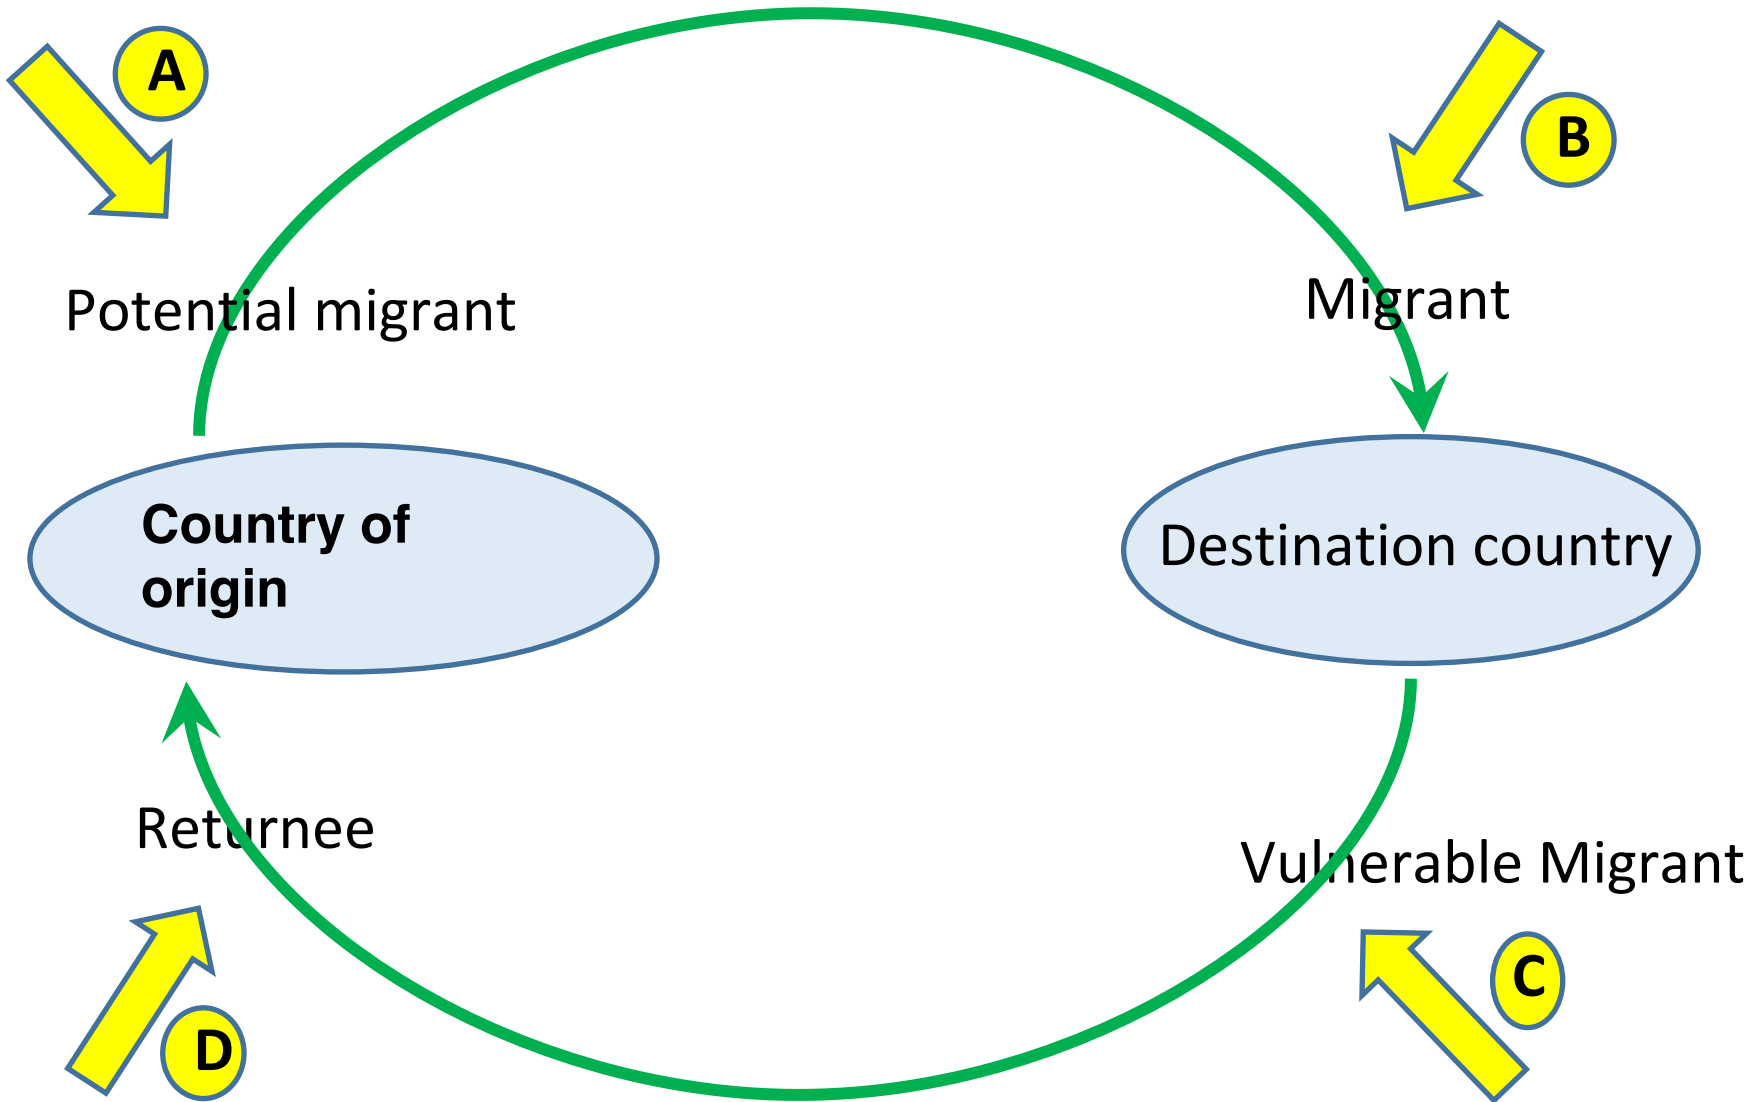 A
B
Potential migrant
Migrant
Country of
origin
Destination country
Returnee
Vulnerable Migrant
C
D